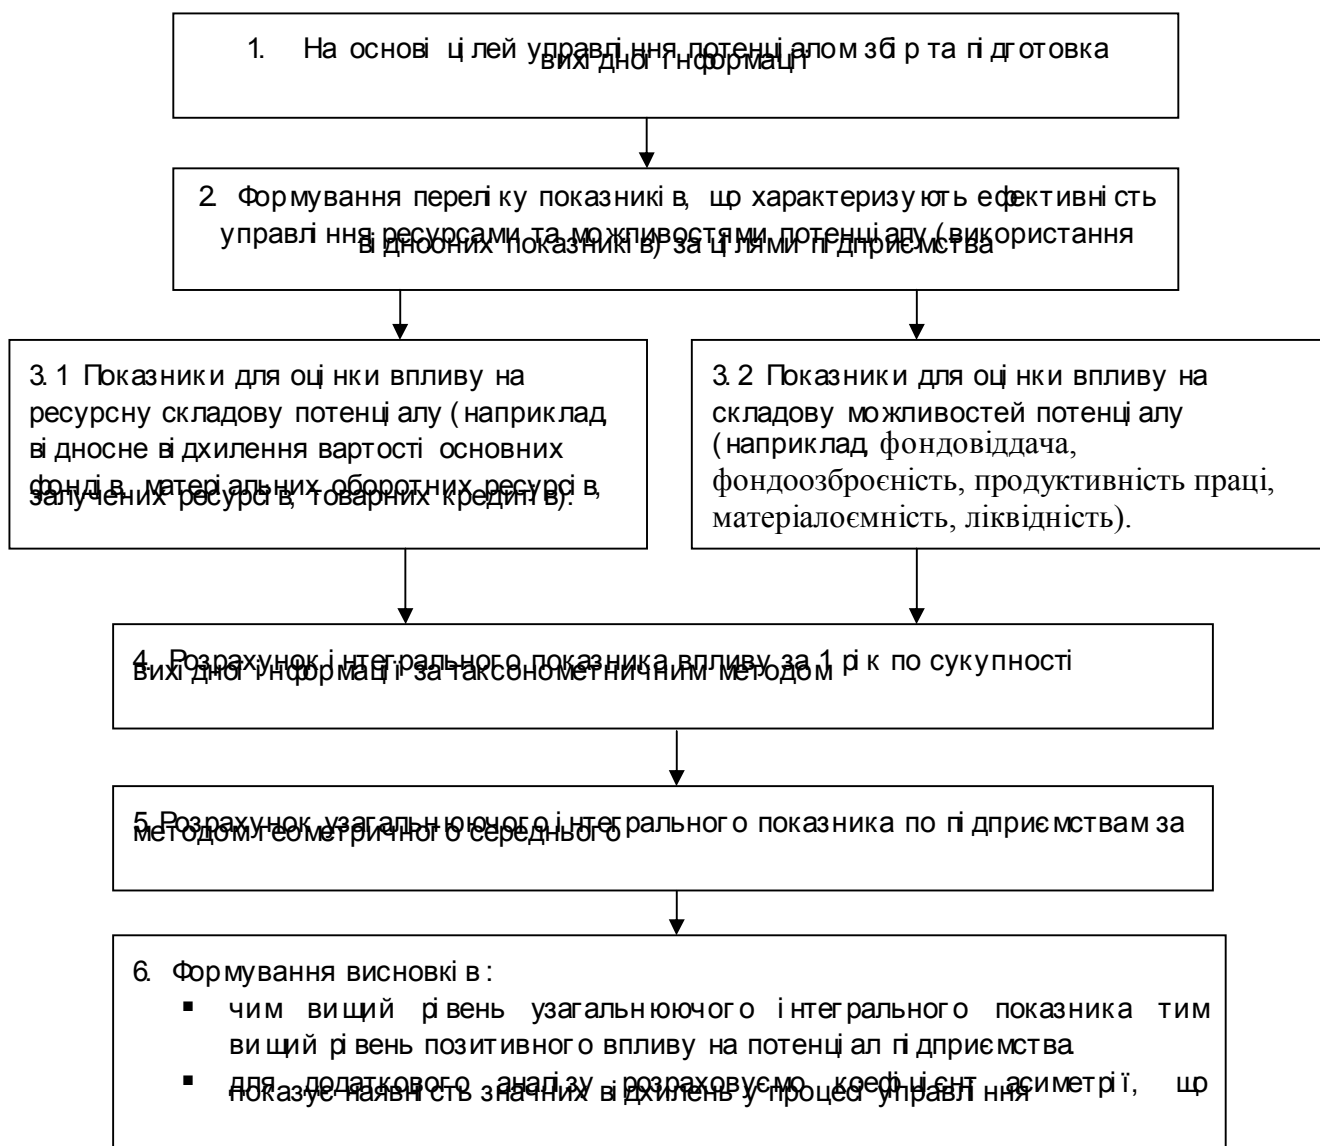 1. На основі цілей управління потенціалом збір та підготовка
вихідної інформації
2. Формування переліку показників, що характеризують ефективність
управління ресурсами та можливостями потенціалу (використання
відносних показників) за цілями підприємства
3.1 Показники для оцінки впливу на
ресурсну складову потенціалу (наприклад,
відносне відхилення вартості основних
фондів, матеріальних оборотних ресурсів,
залучених ресурсів, товарних кредитів).
3.2 Показники для оцінки впливу на
складову можливостей потенціалу
(наприклад, фондовіддача,
фондоозброєність, продуктивність праці,
матеріалоємність, ліквідність).
4. Розрахунок інтегрального показника впливу за 1 рік по сукупності
вихідної інформації за таксонометничним методом
5. Розрахунок узагальнюючого інтегрального показника по підприємствам за
методом геометричного середнього
6. Формування висновків:
▪ чим вищий рівень узагальнюючого інтегрального показника тим
вищий рівень позитивного впливу на потенціал підприємства.
▪ для додаткового аналізу розраховуємо коефіцієнт асиметрії, що
показує наявність значних відхилень у процесі управління